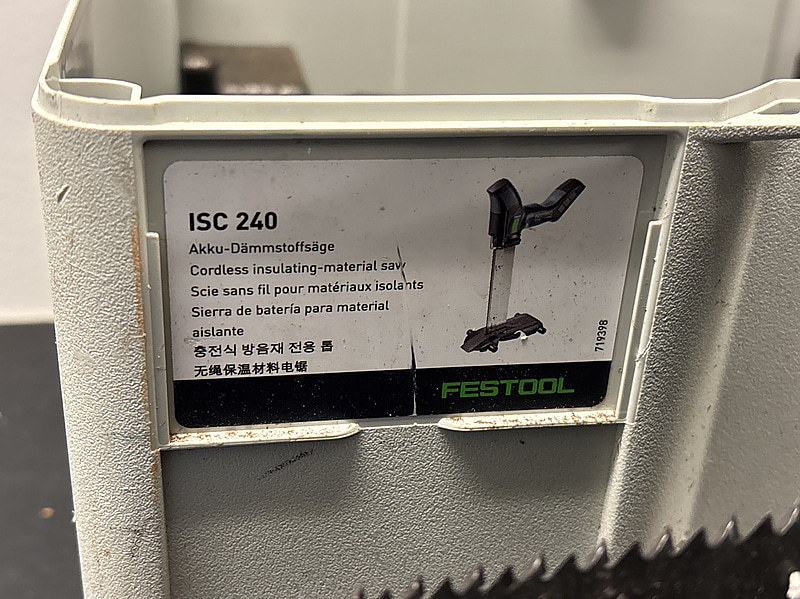 ISC 240
Akku-Dämmstoffsäge
Cordless insulating-material saw
Scie sans fil pour matériaux isolants
Sierra de batería para material
aislante
충전식 방음재 전용 톱
无绳保温材料电锯
719398
FESTOOL